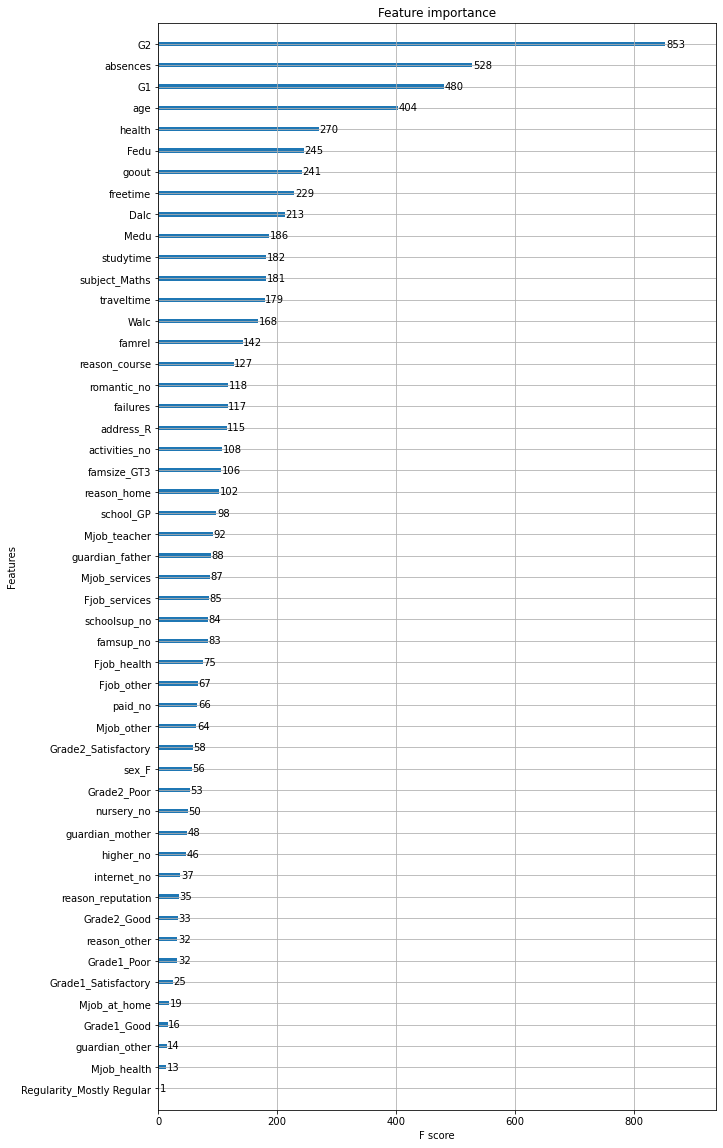 Feature importance
G2 853
absences 528
G1 480
age 404
health 270
Fedu 245
goout 241
freetime 229
Dalc 213
Medu 186
studytime 182
subject_Maths 181
traveltime 179
Walc 168
famrel 142
reason_course 127
romantic_no 118
failures 117
address_R 115
activities_no 108
famsize_GT3 106
reason_home 102
school_GP 98
Mjob_teacher 92
guardian_father 88
Mjob_services 87
Fjob_services 85
schoolsup_no 84
famsup_no 83
Fjob_health 75
Fjob_other 67
paid_no 66
Mjob_other 64
Grade2_Satisfactory 58
sex_F 56
Grade2_Poor 53
nursery_no 50
guardian_mother 48
higher_no 46
internet_no 37
reason_reputation 35
Grade2_Good 33
reason_other 32
Grade1_Poor 32
Grade1_Satisfactory 25
Mjob_at_home 19
Grade1_Good 16
guardian_other 14
Mjob_health 13
Regularity_Mostly Regular 1
Features
0 200 400 600 800
F score